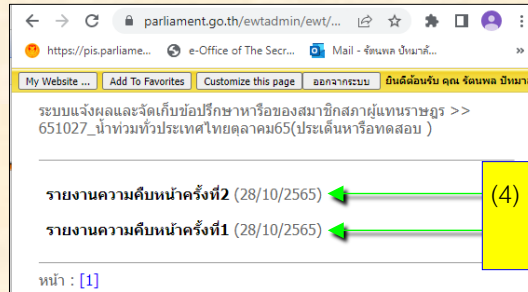 parliament.go.th/ewtadmin/ewt/...
https://pis.parliame... e-Office of The Secr... Mail - รัตนพล ปัทมาค์... »
My Website ... Add To Favorites Customize this page ออกจากระบบ ยินดีต้อนรับ คุณ รัตนพล
ระบบแจ้งผลและจัดเก็บข้อปรึกษาหารือของสมาชิกสภาผู้แทนราษฎร >>
651027_น้ำท่วมทั่วประเทศไทยตุลาคม65(ประเด็นหารือทดสอบ )
รายงานความคืบหน้าครั้งที่2 (28/10/2565)
(4)
รายงานความคืบหน้าครั้งที่1 (28/10/2565)
หน้า : [1]